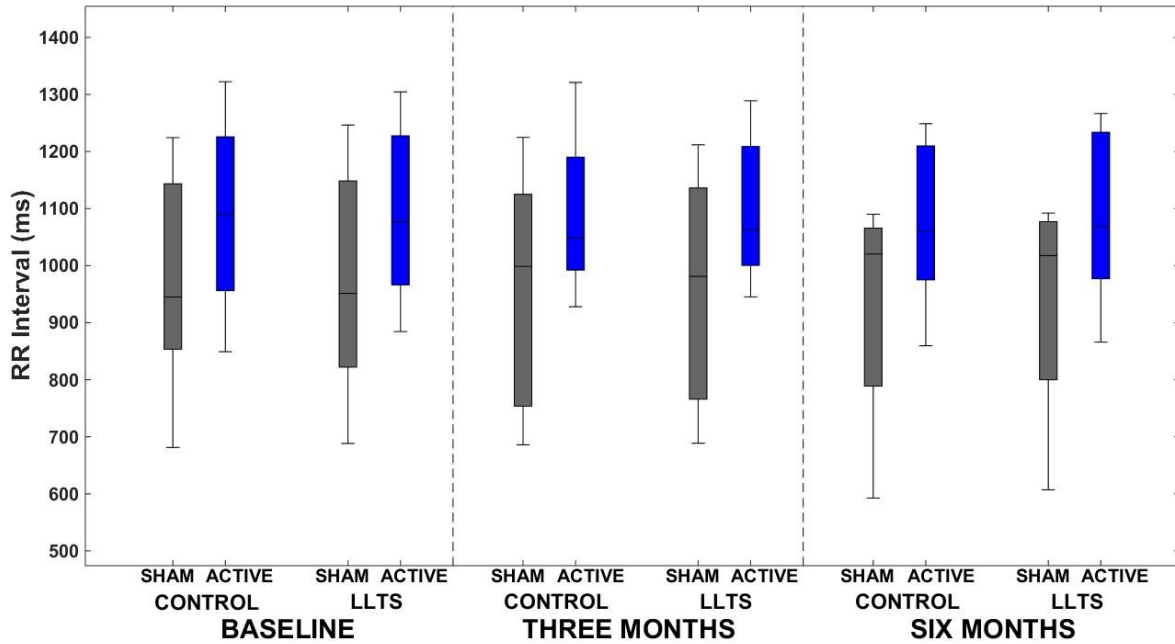 RR Interval (ms)
1400
1300
1200
1100
1000
900
800
700
600
500
SHAM ACTIVE SHAM ACTIVE SHAM ACTIVE SHAM ACTIVE SHAM ACTIVE SHAM ACTIVE
CONTROL LLTS CONTROL LLTS CONTROL LLTS
BASELINE THREE MONTHS SIX MONTHS